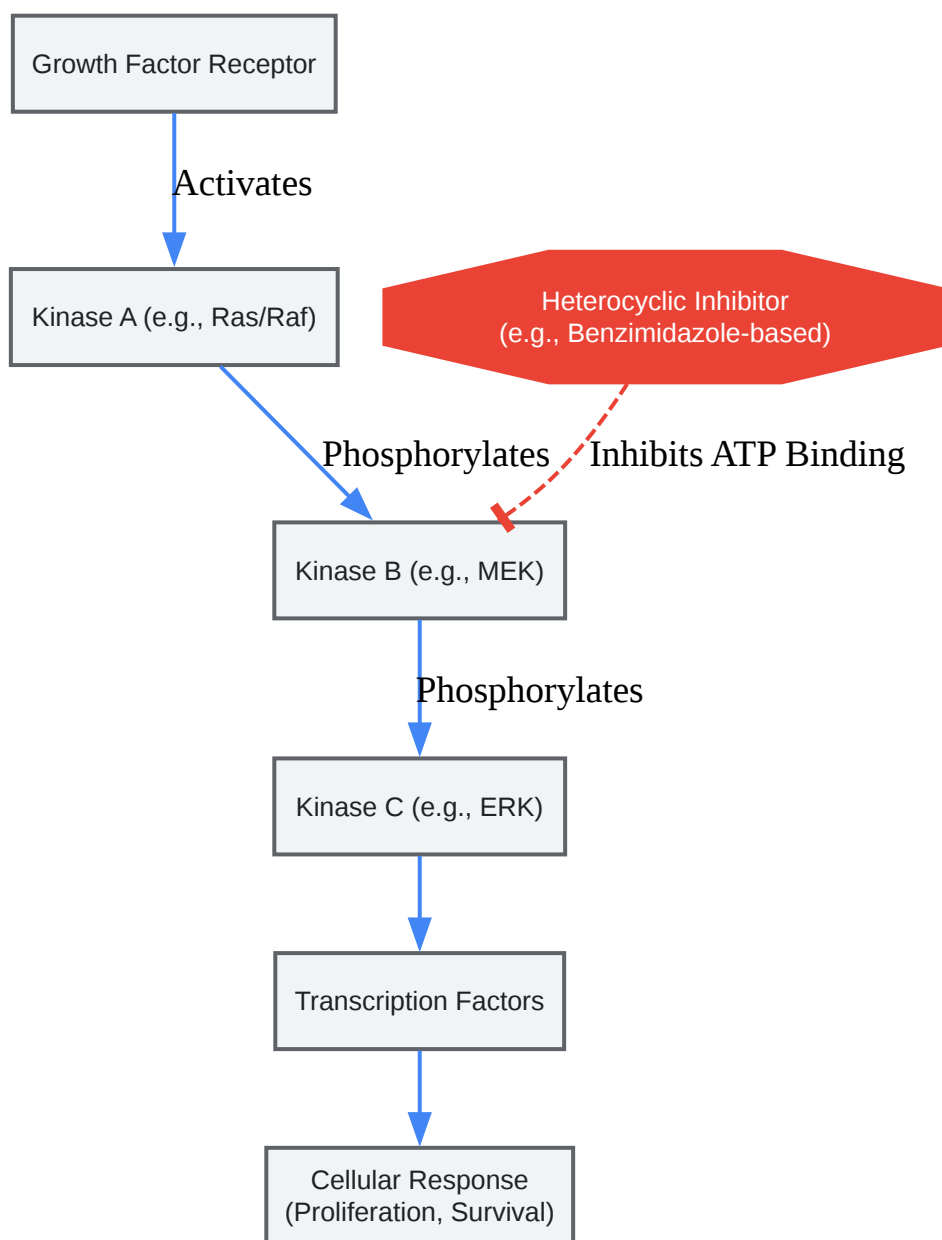 Growth Factor Receptor
Activates
Kinase A (e.g., Ras/Raf)
Heterocyclic Inhibitor
(e.g., Benzimidazole-based)
Phosphorylates
Inhibits ATP Binding
Kinase B (e.g., MEK)
Phosphorylates
Kinase C (e.g., ERK)
Transcription Factors
Cellular Response
(Proliferation, Survival)